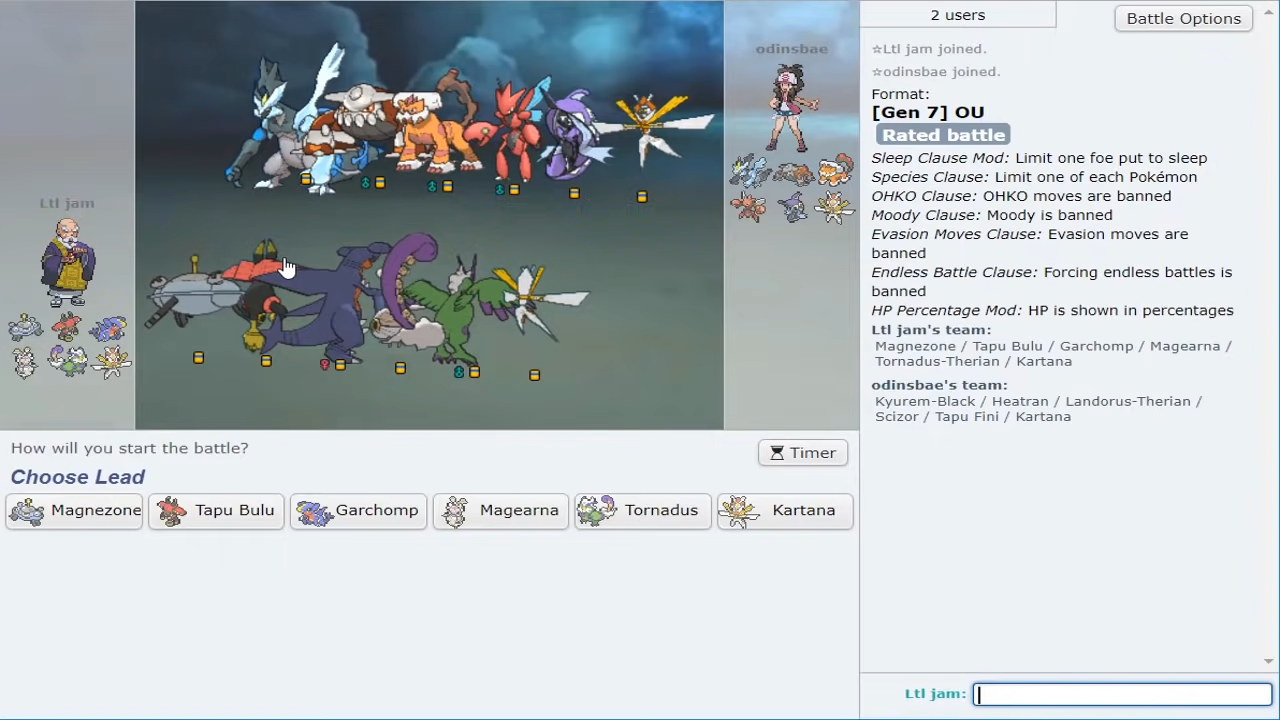 2 users
Battle Options
☆Ltl jam joined.
☆odinsbae joined.
Format:
[Gen 7] OU
Rated battle
Sleep Clause Mod: Limit one foe put to sleep
Species Clause: Limit one of each Pokémon
OHKO Clause: OHKO moves are banned
Moody Clause: Moody is banned
Evasion Moves Clause: Evasion moves are
banned
Endless Battle Clause: Forcing endless battles is
banned
HP Percentage Mod: HP is shown in percentages
Ltl jam's team:
Magnezone / Tapu Bulu / Garchomp / Magearna /
Tornadus-Therian / Kartana
odinsbae's team:
Kyurem-Black / Heatran / Landorus-Therian /
Scizor / Tapu Fini / Kartana
Ltl jam:
odinsbae
Ltl jam
How will you start the battle?
Timer
Choose Lead
Magnezone
Tapu Bulu
Garchomp
Magearna
Tornadus
Kartana